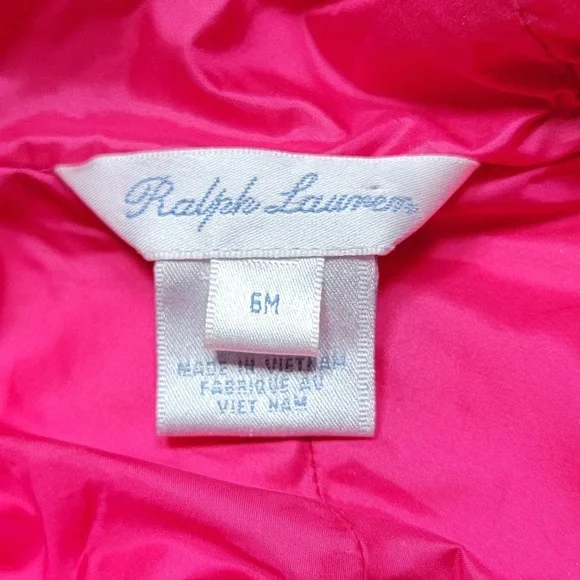 Ralph Lauren
6M
MADE IN VIETNAM
FABRIQUE AU
VIET NAM